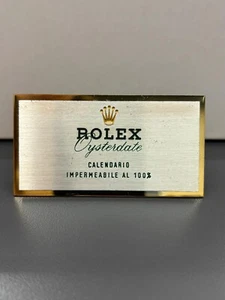 ROLEX
Oysterdate
CALENDARIO
IMPERMEABILE AL 100%